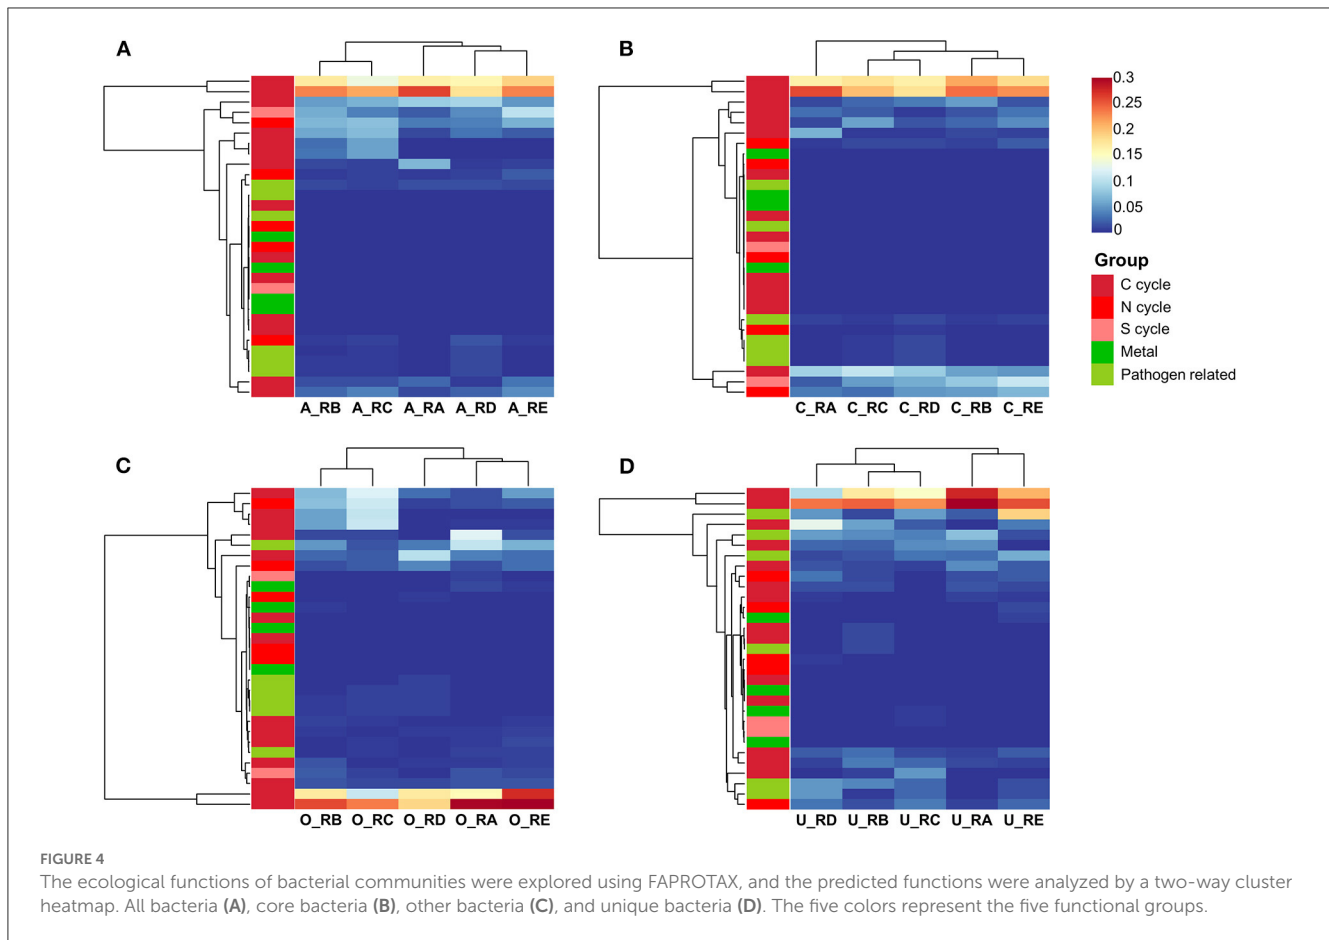 A
B
0.3
0.25
0.2
0.15
0.1
0.05
0
Group
C cycle
N cycle
S cycle
Metal
Pathogen related
A_RB A_RC A_RA A_RD A_RE
C_RA C_RC C_RD C_RB C_RE
C
D
O_RB O_RC O_RD O_RA O_RE
U_RD U_RB U_RC U_RA U_RE
FIGURE 4
The ecological functions of bacterial communities were explored using FAPROTAX, and the predicted functions were analyzed by a two-way cluster
heatmap. All bacteria (A), core bacteria (B), other bacteria (C), and unique bacteria (D). The five colors represent the five functional groups.